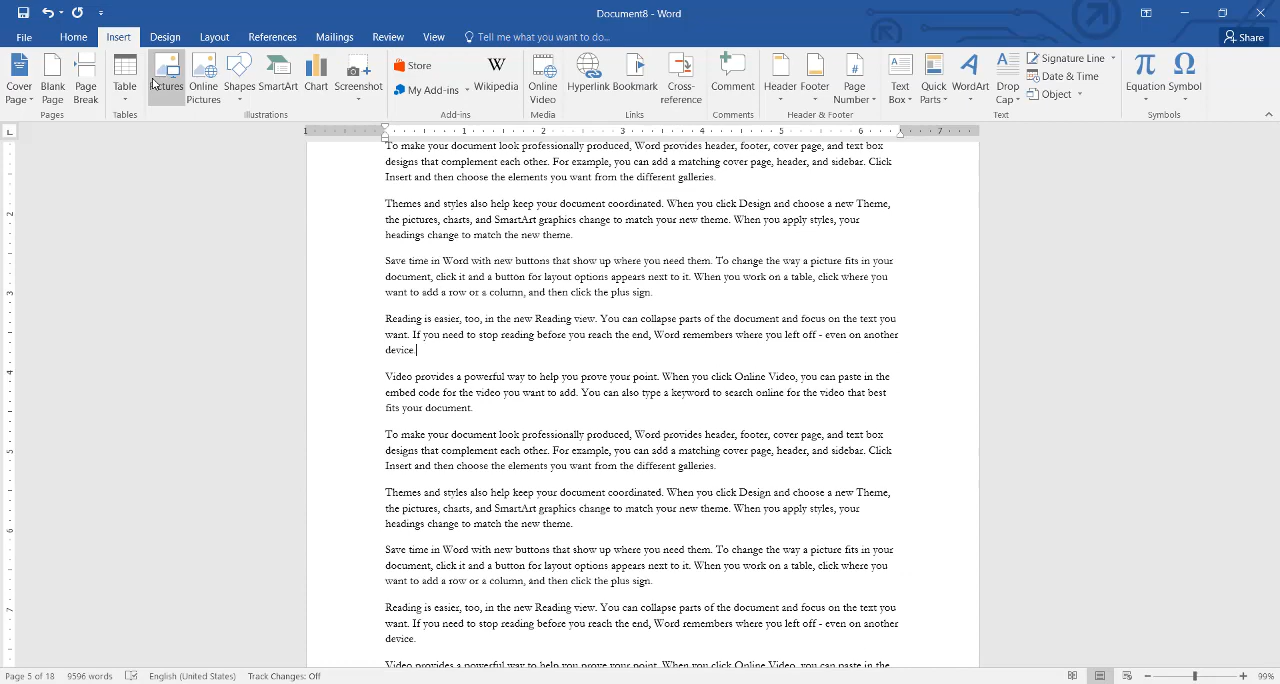 Document8 - Word
File Home Insert Design Layout References Mailings Review View Tell me what you want to do... Share
Cover Page Blank Page Page Break Table Pictures Online Pictures Shapes SmartArt Chart Screenshot Store My Add-ins Wikipedia Online Video Hyperlink Bookmark Cross-reference Comment Header Footer Page Number Text Box Quick Parts WordArt Drop Cap Signature Line Date & Time Object Equation Symbol
Pages Tables Illustrations Add-ins Media Links Comments Header & Footer Text Symbols
L 1 1 2 3 4 5 6 7
To make your document look professionally produced, Word provides header, footer, cover page, and text box
designs that complement each other. For example, you can add a matching cover page, header, and sidebar. Click
Insert and then choose the elements you want from the different galleries.
Themes and styles also help keep your document coordinated. When you click Design and choose a new Theme,
the pictures, charts, and SmartArt graphics change to match your new theme. When you apply styles, your
headings change to match the new theme.
Save time in Word with new buttons that show up where you need them. To change the way a picture fits in your
document, click it and a button for layout options appears next to it. When you work on a table, click where you
want to add a row or a column, and then click the plus sign.
Reading is easier, too, in the new Reading view. You can collapse parts of the document and focus on the text you
want. If you need to stop reading before you reach the end, Word remembers where you left off - even on another
device.
Video provides a powerful way to help you prove your point. When you click Online Video, you can paste in the
embed code for the video you want to add. You can also type a keyword to search online for the video that best
fits your document.
To make your document look professionally produced, Word provides header, footer, cover page, and text box
designs that complement each other. For example, you can add a matching cover page, header, and sidebar. Click
Insert and then choose the elements you want from the different galleries.
Themes and styles also help keep your document coordinated. When you click Design and choose a new Theme,
the pictures, charts, and SmartArt graphics change to match your new theme. When you apply styles, your
headings change to match the new theme.
Save time in Word with new buttons that show up where you need them. To change the way a picture fits in your
document, click it and a button for layout options appears next to it. When you work on a table, click where you
want to add a row or a column, and then click the plus sign.
Reading is easier, too, in the new Reading view. You can collapse parts of the document and focus on the text you
want. If you need to stop reading before you reach the end, Word remembers where you left off - even on another
device.
Video provides a powerful way to help you prove your point. When you click Online Video, you can paste in the
2
3
4
5
6
7
Page 5 of 18 9596 words English (United States) Track Changes: Off 99%